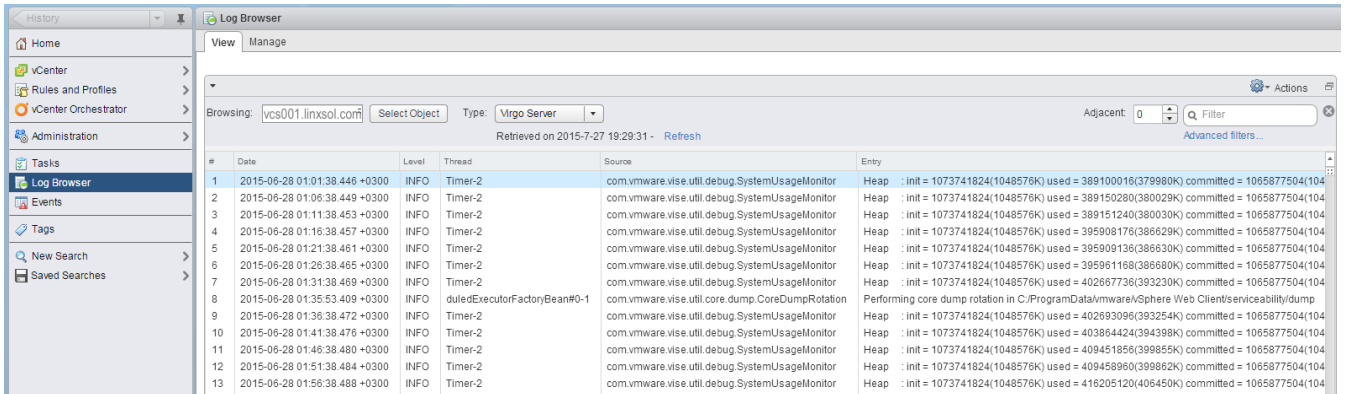 History
Home
vCenter
Rules and Profiles
vCenter Orchestrator
Administration
Tasks
Log Browser
Events
Tags
New Search
Saved Searches
Log Browser
View Manage
Actions
Browsing: vcs001.linxsol.com Select Object Type: Virgo Server Adjacent: 0 Filter
Retrieved on 2015-7-27 19:29:31 - Refresh Advanced filters...
# Date Level Thread Source Entry
1 2015-06-28 01:01:38.446 +0300 INFO Timer-2 com.vmware.vise.util.debug.SystemUsageMonitor Heap : init = 1073741824(1048576K) used = 389100016(379980K) committed = 1065877504(104
2 2015-06-28 01:06:38.449 +0300 INFO Timer-2 com.vmware.vise.util.debug.SystemUsageMonitor Heap : init = 1073741824(1048576K) used = 389150280(380029K) committed = 1065877504(104
3 2015-06-28 01:11:38.453 +0300 INFO Timer-2 com.vmware.vise.util.debug.SystemUsageMonitor Heap : init = 1073741824(1048576K) used = 389151240(380030K) committed = 1065877504(104
4 2015-06-28 01:16:38.457 +0300 INFO Timer-2 com.vmware.vise.util.debug.SystemUsageMonitor Heap : init = 1073741824(1048576K) used = 395908176(386629K) committed = 1065877504(104
5 2015-06-28 01:21:38.461 +0300 INFO Timer-2 com.vmware.vise.util.debug.SystemUsageMonitor Heap : init = 1073741824(1048576K) used = 395909136(386630K) committed = 1065877504(104
6 2015-06-28 01:26:38.465 +0300 INFO Timer-2 com.vmware.vise.util.debug.SystemUsageMonitor Heap : init = 1073741824(1048576K) used = 395961168(386680K) committed = 1065877504(104
7 2015-06-28 01:31:38.469 +0300 INFO Timer-2 com.vmware.vise.util.debug.SystemUsageMonitor Heap : init = 1073741824(1048576K) used = 402667736(393230K) committed = 1065877504(104
8 2015-06-28 01:35:53.409 +0300 INFO duledExecutorFactoryBean#0-1 com.vmware.vise.util.core.dump.CoreDumpRotation Performing core dump rotation in C:/ProgramData/vmware/vSphere Web Client/serviceability/dump
9 2015-06-28 01:36:38.472 +0300 INFO Timer-2 com.vmware.vise.util.debug.SystemUsageMonitor Heap : init = 1073741824(1048576K) used = 402693096(393254K) committed = 1065877504(104
10 2015-06-28 01:41:38.476 +0300 INFO Timer-2 com.vmware.vise.util.debug.SystemUsageMonitor Heap : init = 1073741824(1048576K) used = 403864424(394398K) committed = 1065877504(104
11 2015-06-28 01:46:38.480 +0300 INFO Timer-2 com.vmware.vise.util.debug.SystemUsageMonitor Heap : init = 1073741824(1048576K) used = 409451856(399855K) committed = 1065877504(104
12 2015-06-28 01:51:38.484 +0300 INFO Timer-2 com.vmware.vise.util.debug.SystemUsageMonitor Heap : init = 1073741824(1048576K) used = 409458960(399862K) committed = 1065877504(104
13 2015-06-28 01:56:38.488 +0300 INFO Timer-2 com.vmware.vise.util.debug.SystemUsageMonitor Heap : init = 1073741824(1048576K) used = 416205120(406450K) committed = 1065877504(104